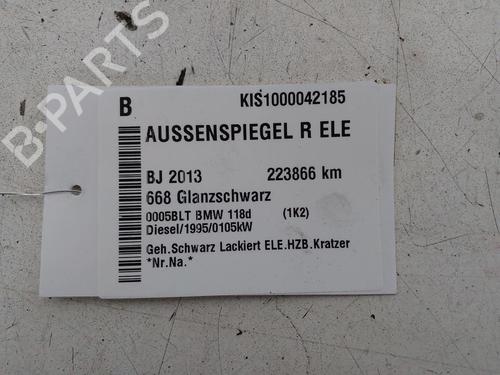 B-PARTS
B KIS1000042185
AUSSENSPIEGEL R ELE
BJ 2013 223866 km
668 Glanzschwarz
0005BLT BMW 118d (1K2)
Diesel/1995/0105kW
Geh.Schwarz Lackiert ELE.HZB.Kratzer
*Nr.Na.*